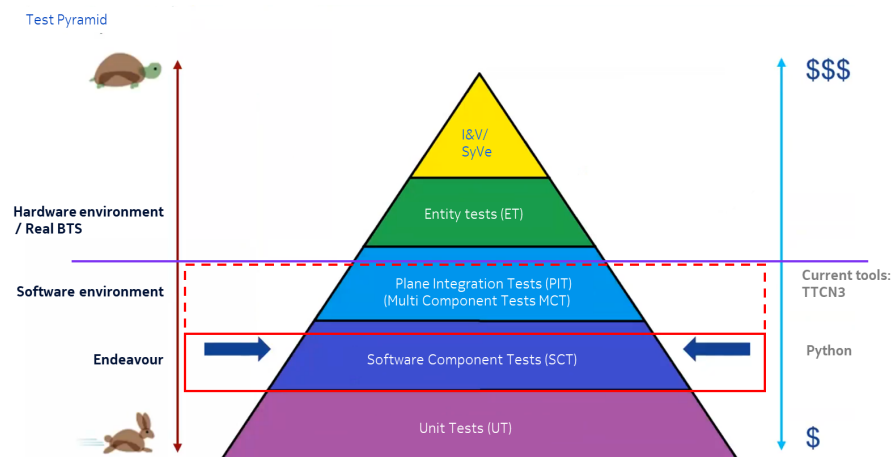 Test Pyramid
$$$
I&V/
SyVe
Hardware environment
/ Real BTS
Entity tests (ET)
Software environment
Plane Integration Tests (PIT)
(Multi Component Tests MCT)
Current tools:
TTCN3
Endeavour
Software Component Tests (SCT)
Python
Unit Tests (UT)
$